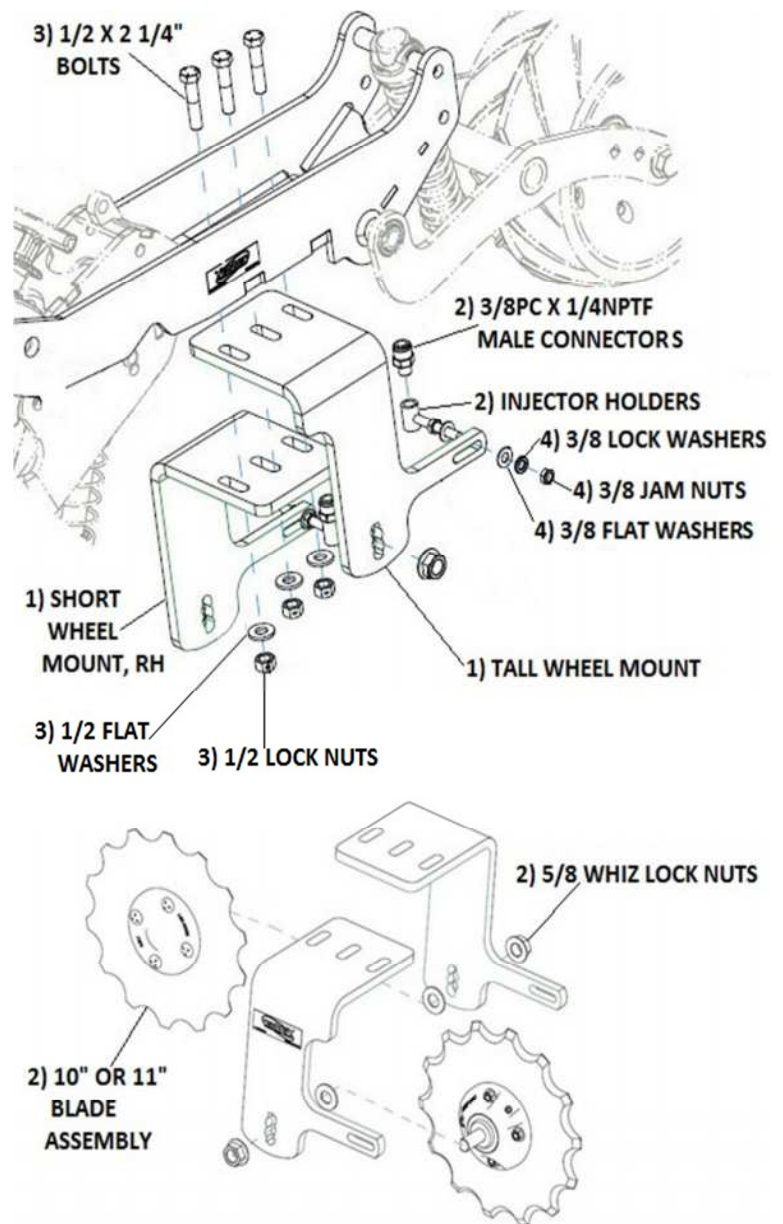 3) 1/2 X 2 1/4"
BOLTS
2) 3/8PC X 1/4NPTF
MALE CONNECTORS
2) INJECTOR HOLDERS
4) 3/8 LOCK WASHERS
4) 3/8 JAM NUTS
4) 3/8 FLAT WASHERS
1) SHORT
WHEEL
MOUNT, RH
1) TALL WHEEL MOUNT
3) 1/2 FLAT
WASHERS
3) 1/2 LOCK NUTS
2) 5/8 WHIZ LOCK NUTS
2) 10" OR 11"
BLADE
ASSEMBLY